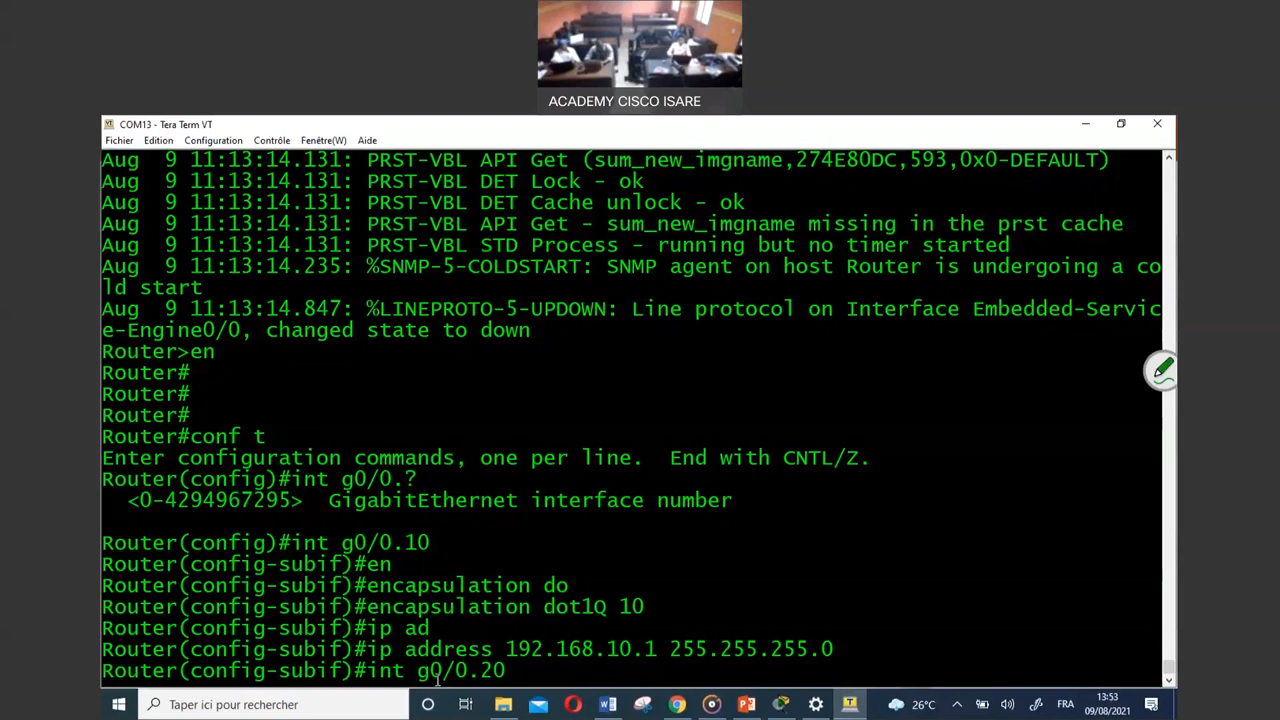 ACADEMY CISCO ISARE
COM13 - Tera Term VT
Fichier Edition Configuration Contrôle Fenêtre(W) Aide
Aug  9 11:13:14.131: PRST-VBL API Get (sum_new_imgname,274E80DC,593,0x0-DEFAULT)
Aug  9 11:13:14.131: PRST-VBL DET Lock - ok
Aug  9 11:13:14.131: PRST-VBL DET Cache unlock - ok
Aug  9 11:13:14.131: PRST-VBL API Get - sum_new_imgname missing in the prst cache
Aug  9 11:13:14.131: PRST-VBL STD Process - running but no timer started
Aug  9 11:13:14.235: %SNMP-5-COLDSTART: SNMP agent on host Router is undergoing a co
ld start
Aug  9 11:13:14.847: %LINEPROTO-5-UPDOWN: Line protocol on Interface Embedded-Servic
e-Engine0/0, changed state to down
Router>en
Router#
Router#
Router#
Router#conf t
Enter configuration commands, one per line.  End with CNTL/Z.
Router(config)#int g0/0.?
<0-4294967295>  GigabitEthernet interface number
Router(config)#int g0/0.10
Router(config-subif)#en
Router(config-subif)#encapsulation do
Router(config-subif)#encapsulation dot1Q 10
Router(config-subif)#ip ad
Router(config-subif)#ip address 192.168.10.1 255.255.255.0
Router(config-subif)#int g0/0.20
Taper ici pour rechercher
26°C
FRA
13:53
09/08/2021